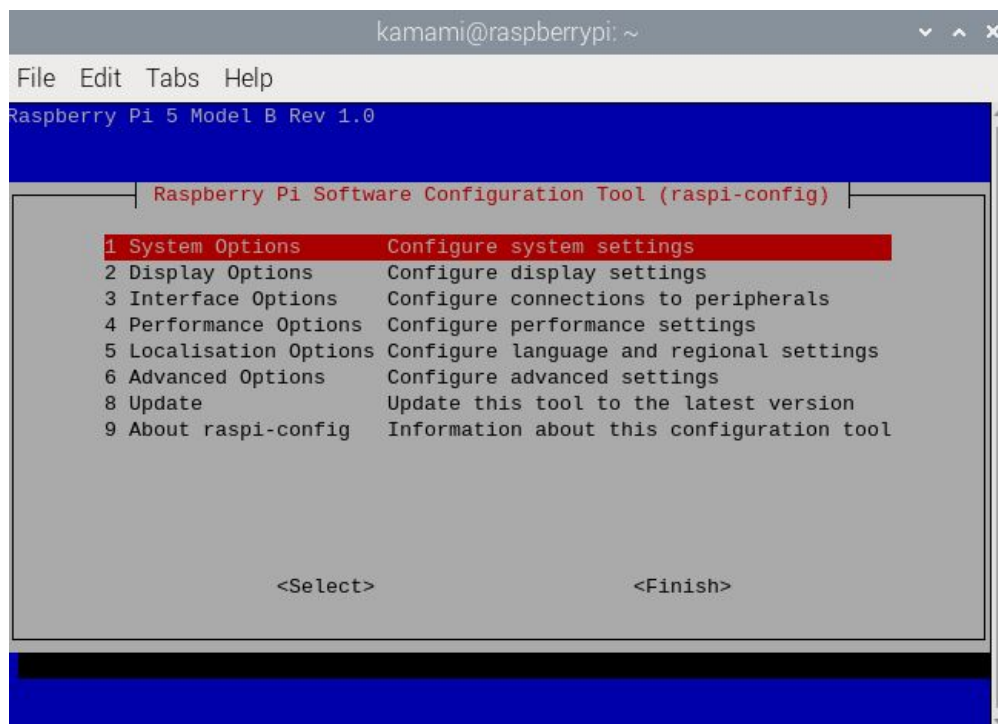 kamami@raspberrypi: ~
File Edit Tabs Help
Raspberry Pi 5 Model B Rev 1.0
Raspberry Pi Software Configuration Tool (raspi-config)
1 System Options Configure system settings
2 Display Options Configure display settings
3 Interface Options Configure connections to peripherals
4 Performance Options Configure performance settings
5 Localisation Options Configure language and regional settings
6 Advanced Options Configure advanced settings
8 Update Update this tool to the latest version
9 About raspi-config Information about this configuration tool
<Select> <Finish>